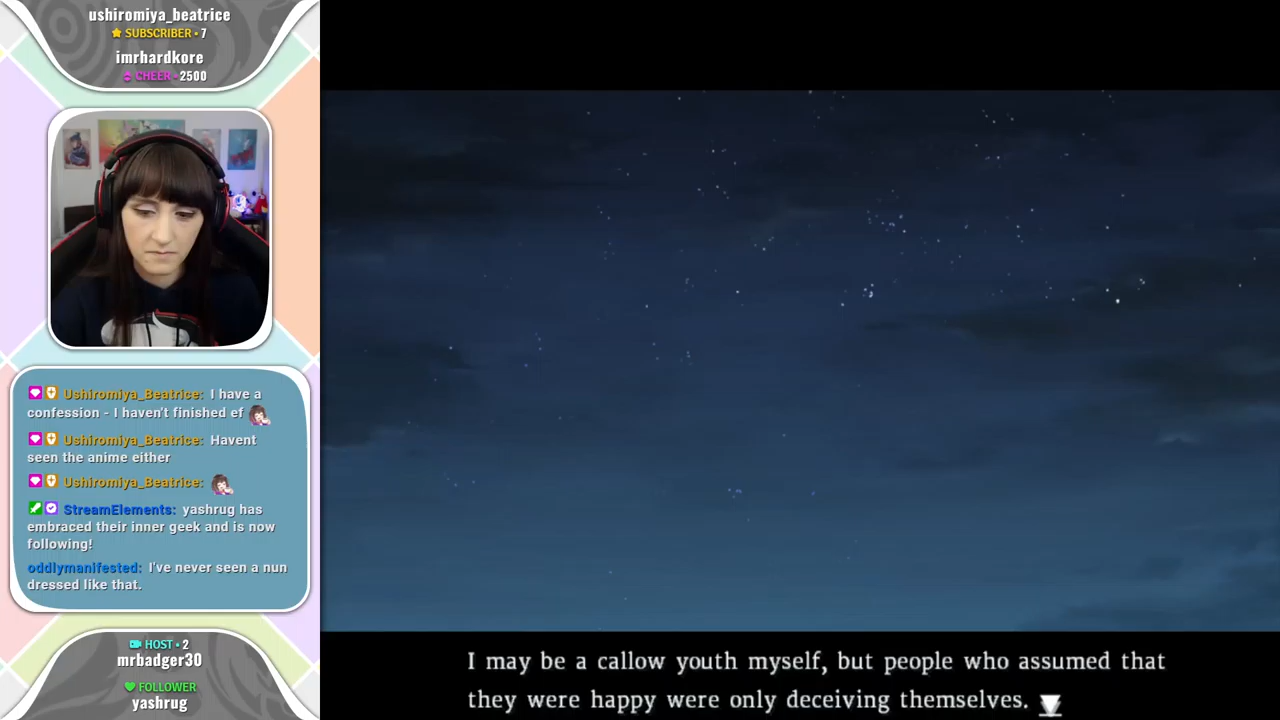 ushiromiya_beatrice
SUBSCRIBER • 7
imrhardkore
CHEER • 2500
Ushiromiya_Beatrice: I have a
confession - I haven't finished ef
Ushiromiya_Beatrice: Havent
seen the anime either
Ushiromiya_Beatrice:
StreamElements: yashrug has
embraced their inner geek and is now
following!
oddlymanifested: I've never seen a nun
dressed like that.
HOST • 2
mrbadger30
FOLLOWER
yashrug
I may be a callow youth myself, but people who assumed that
they were happy were only deceiving themselves.